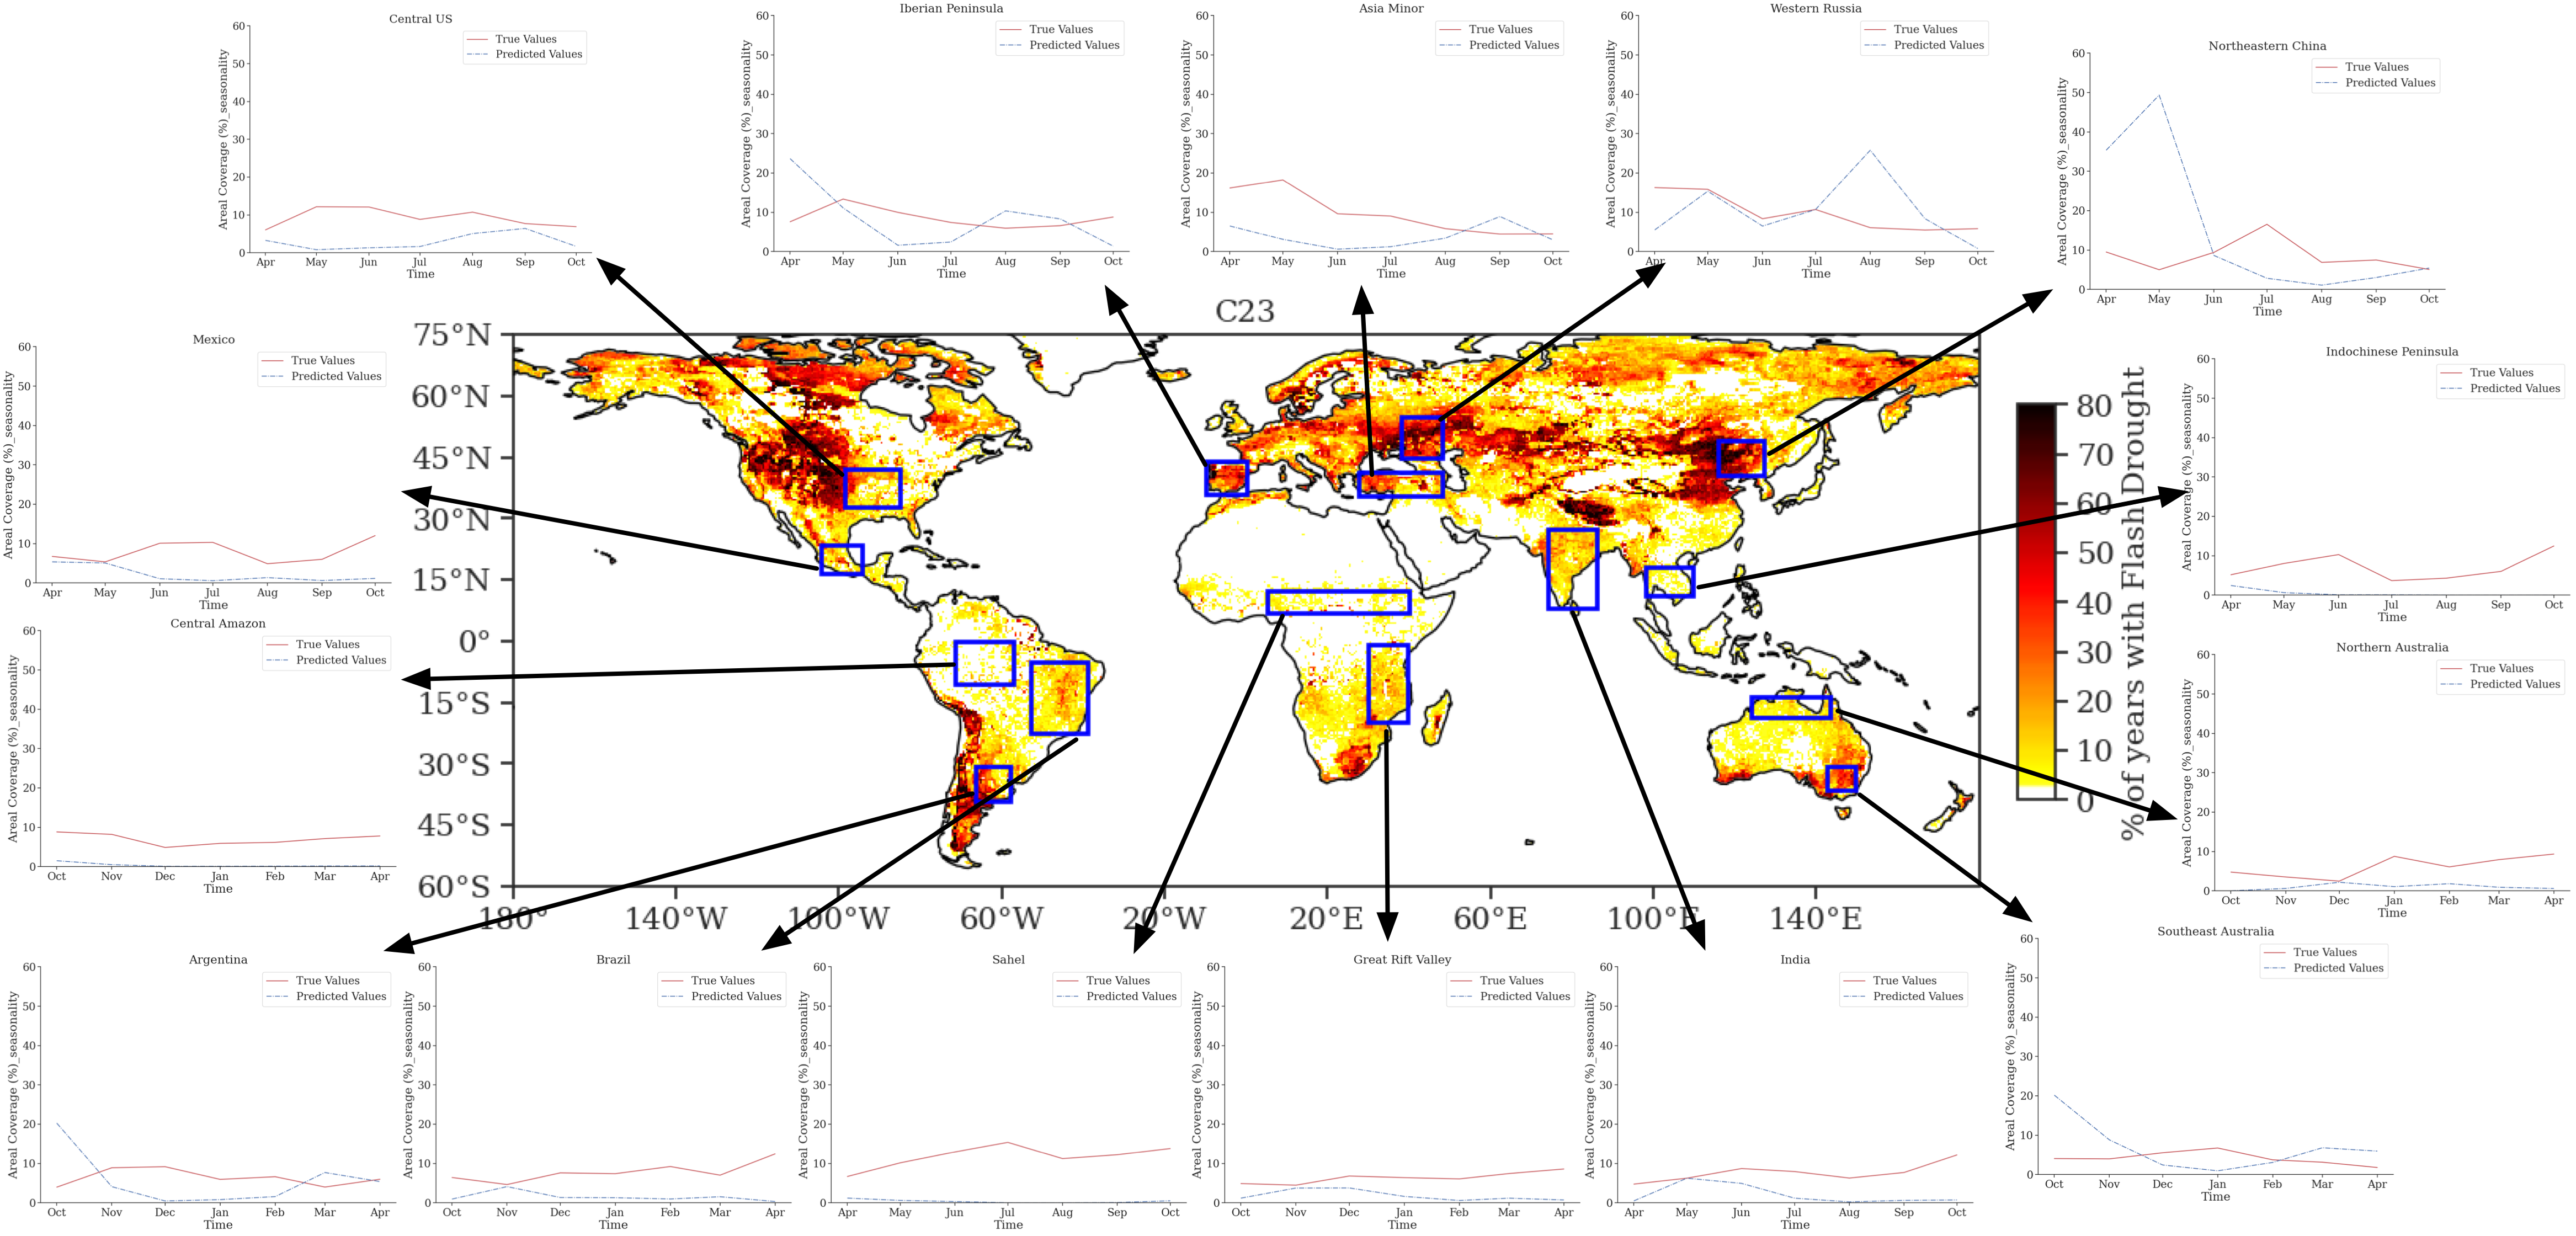 Central US
True Values
Predicted Values
Areal Coverage (%)_seasonality
60
50
40
30
20
10
0
Apr May Jun Jul Aug Sep Oct
Time
Iberian Peninsula
True Values
Predicted Values
Areal Coverage (%)_seasonality
60
50
40
30
20
10
0
Apr May Jun Jul Aug Sep Oct
Time
Asia Minor
True Values
Predicted Values
Areal Coverage (%)_seasonality
60
50
40
30
20
10
0
Apr May Jun Jul Aug Sep Oct
Time
Western Russia
True Values
Predicted Values
Areal Coverage (%)_seasonality
60
50
40
30
20
10
0
Apr May Jun Jul Aug Sep Oct
Time
Northeastern China
True Values
Predicted Values
Areal Coverage (%)_seasonality
60
50
40
30
20
10
0
Apr May Jun Jul Aug Sep Oct
Time
Mexico
True Values
Predicted Values
Areal Coverage (%)_seasonality
60
50
40
30
20
10
0
Apr May Jun Jul Aug Sep Oct
Time
C23
75°N
60°N
45°N
30°N
15°N
0°
15°S
30°S
45°S
60°S
180° 140°W 100°W 60°W 20°W 20°E 60°E 100°E 140°E
80
70
60
50
40
30
20
10
0
% of years with Flash Drought
Indochinese Peninsula
True Values
Predicted Values
Areal Coverage (%)_seasonality
60
50
40
30
20
10
0
Apr May Jun Jul Aug Sep Oct
Time
Central Amazon
True Values
Predicted Values
Areal Coverage (%)_seasonality
60
50
40
30
20
10
0
Oct Nov Dec Jan Feb Mar Apr
Time
Northern Australia
True Values
Predicted Values
Areal Coverage (%)_seasonality
60
50
40
30
20
10
0
Oct Nov Dec Jan Feb Mar Apr
Time
Argentina
True Values
Predicted Values
Areal Coverage (%)_seasonality
60
50
40
30
20
10
0
Oct Nov Dec Jan Feb Mar Apr
Time
Brazil
True Values
Predicted Values
Areal Coverage (%)_seasonality
60
50
40
30
20
10
0
Oct Nov Dec Jan Feb Mar Apr
Time
Sahel
True Values
Predicted Values
Areal Coverage (%)_seasonality
60
50
40
30
20
10
0
Apr May Jun Jul Aug Sep Oct
Time
Great Rift Valley
True Values
Predicted Values
Areal Coverage (%)_seasonality
60
50
40
30
20
10
0
Oct Nov Dec Jan Feb Mar Apr
Time
India
True Values
Predicted Values
Areal Coverage (%)_seasonality
60
50
40
30
20
10
0
Apr May Jun Jul Aug Sep Oct
Time
Southeast Australia
True Values
Predicted Values
Areal Coverage (%)_seasonality
60
50
40
30
20
10
0
Oct Nov Dec Jan Feb Mar Apr
Time